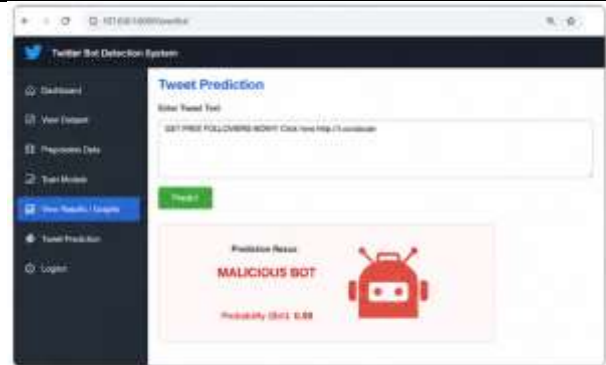 Twitter Bot Detection System
Dashboard
View Dataset
Preprocess Data
Train Models
View Results / Graphs
Tweet Prediction
Logout
Tweet Prediction
Enter Tweet Text
GET FREE FOLLOWERS NOW!!! Click here
Predict
Prediction Result:
MALICIOUS BOT
Probability (Bot):